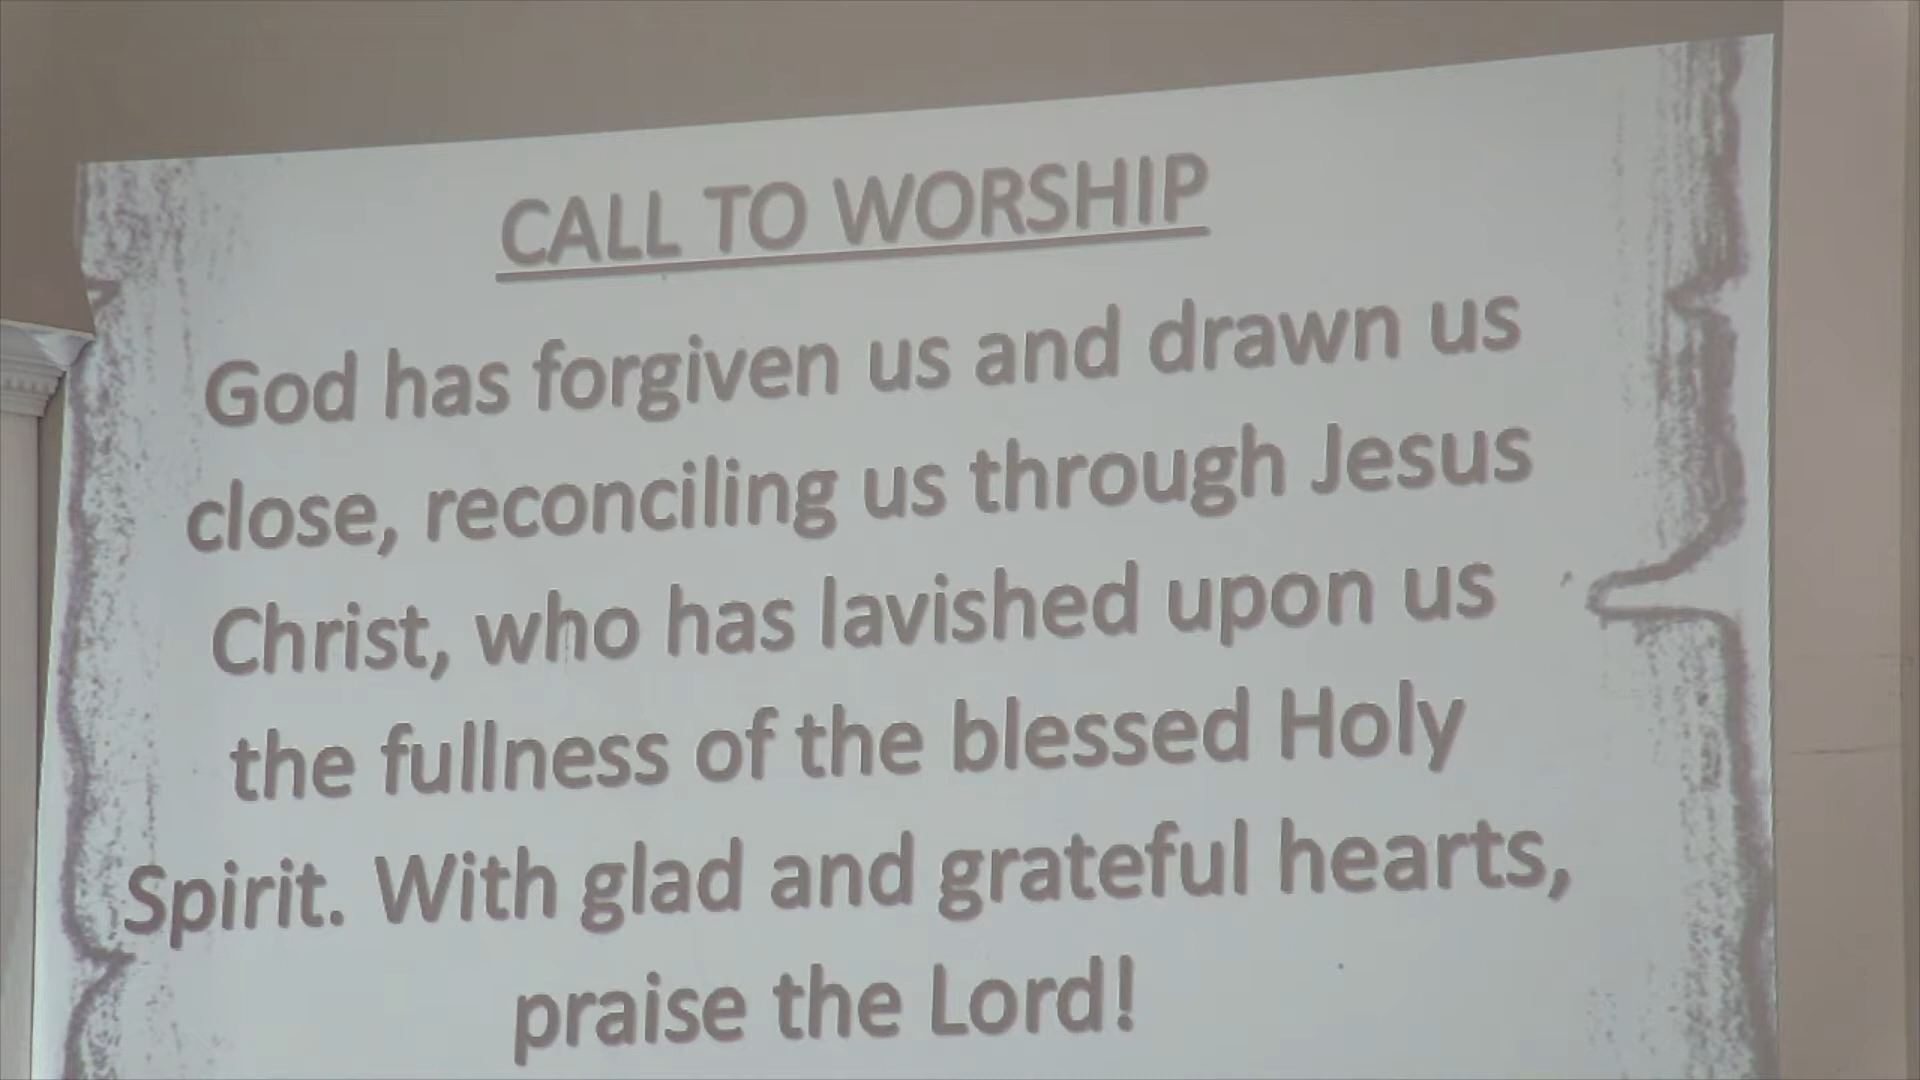 CALL TO WORSHIP
God has forgiven us and drawn us
close, reconciling us through Jesus
Christ, who has lavished upon us
the fullness of the blessed Holy
Spirit. With glad and grateful hearts,
praise the Lord!